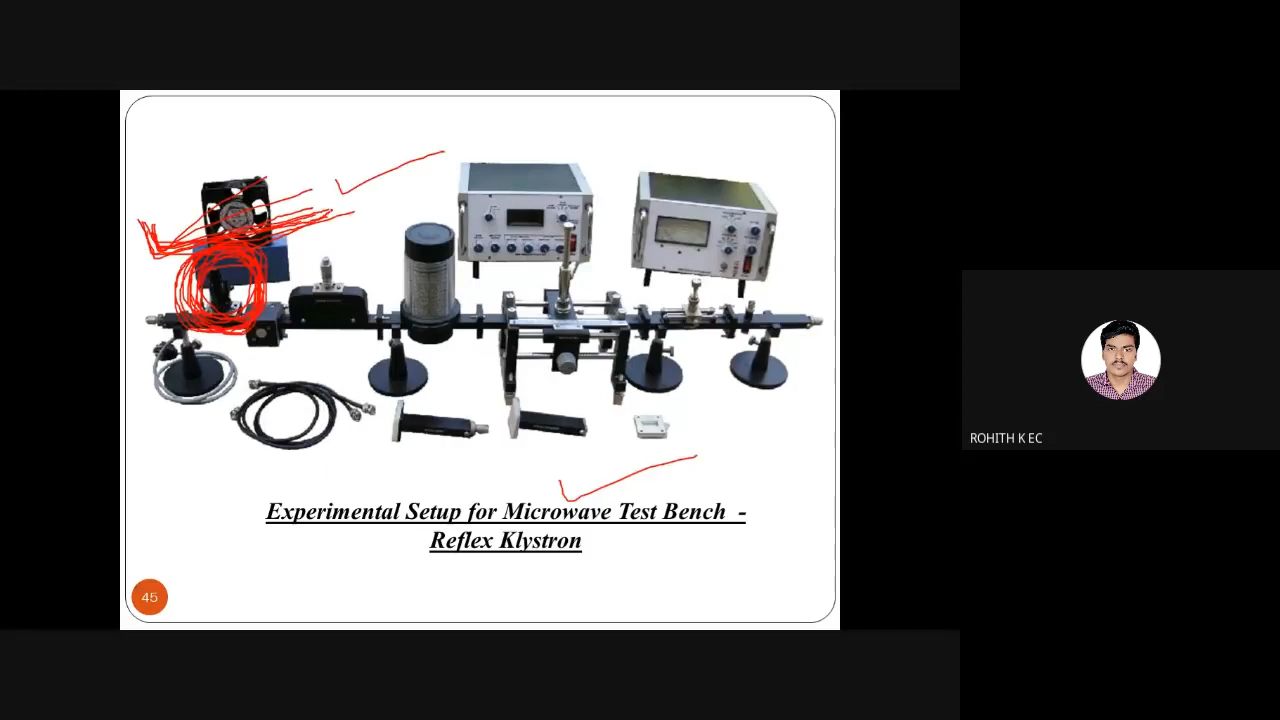 Experimental Setup for Microwave Test Bench -
Reflex Klystron
45
ROHITH K EC